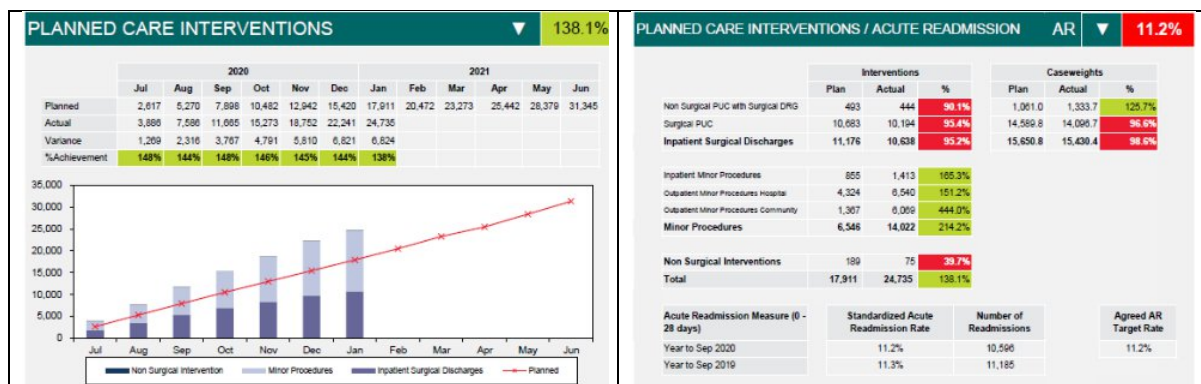 PLANNED CARE INTERVENTIONS ▼ 138.1%
2020 2021
Jul Aug Sep Oct Nov Dec Jan Feb Mar Apr May Jun
Planned 2,617 5,270 7,898 10,482 12,942 15,420 17,911 20,472 23,273 25,442 28,379 31,345
Actual 3,886 7,586 11,665 15,273 18,752 22,241 24,735
Variance 1,269 2,316 3,767 4,791 5,810 6,821 6,824
%Achievement 148% 144% 148% 146% 145% 144% 138%
35,000
30,000
25,000
20,000
15,000
10,000
5,000
0
Jul Aug Sep Oct Nov Dec Jan Feb Mar Apr May Jun
Non Surgical Intervention Minor Procedures Inpatient Surgical Discharges Planned
PLANNED CARE INTERVENTIONS / ACUTE READMISSION AR ▼ 11.2%
Interventions Caseweights
Plan Actual % Plan Actual %
Non Surgical PUC with Surgical DRG 493 444 90.1% 1,061.0 1,333.7 125.7%
Surgical PUC 10,683 10,194 95.4% 14,589.8 14,096.7 96.6%
Inpatient Surgical Discharges 11,176 10,638 95.2% 15,650.8 15,430.4 98.6%
Inpatient Minor Procedures 855 1,413 165.3%
Outpatient Minor Procedures Hospital 4,324 6,540 151.2%
Outpatient Minor Procedures Community 1,367 6,069 444.0%
Minor Procedures 6,546 14,022 214.2%
Non Surgical Interventions 189 75 39.7%
Total 17,911 24,735 138.1%
Acute Readmission Measure (0 - Standardized Acute Number of Agreed AR
28 days) Readmission Rate Readmissions Target Rate
Year to Sep 2020 11.2% 10,596 11.2%
Year to Sep 2019 11.3% 11,185